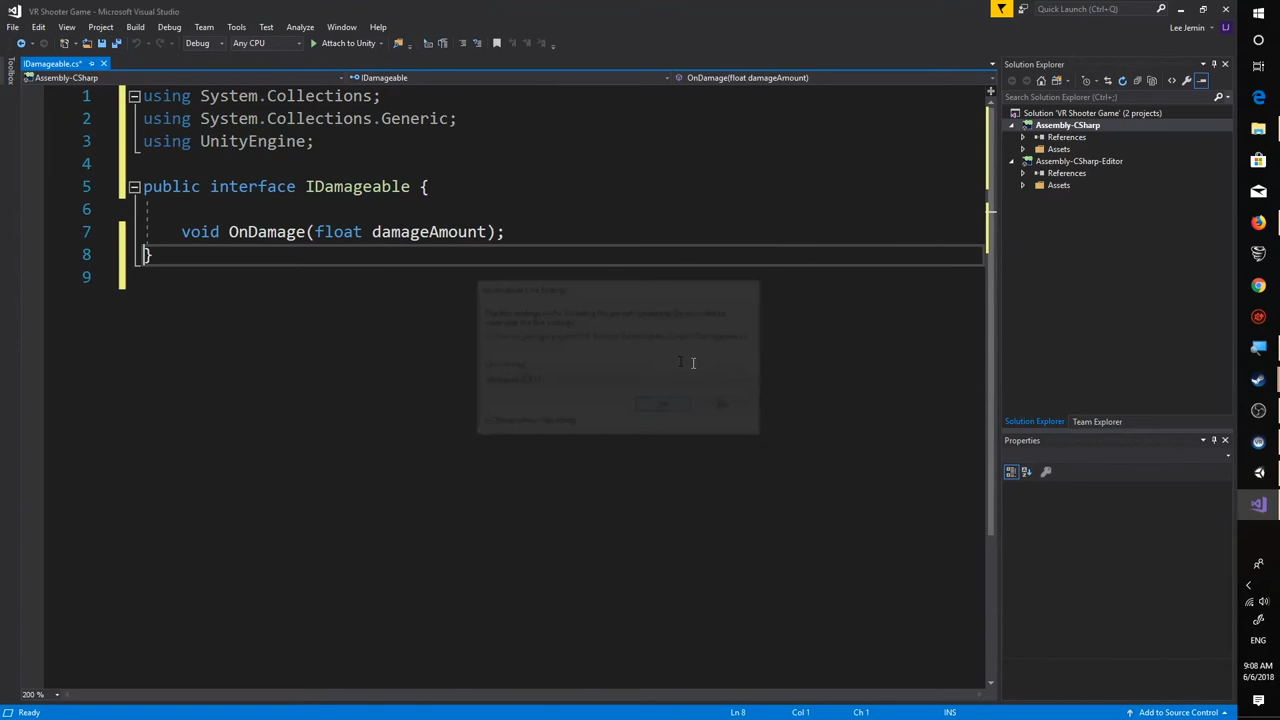 VR Shooter Game - Microsoft Visual Studio
Quick Launch (Ctrl+;)
File Edit View Project Build Debug Team Tools Test Analyze Window Help
Lee Jemin LJ
Debug Any CPU Attach to Unity
Toolbox
IDamageable.cs*
Assembly-CSharp IDamageable OnDamage(float damageAmount)
1 using System.Collections;
2 using System.Collections.Generic;
3 using UnityEngine;
4
5 public interface IDamageable {
6
7 void OnDamage(float damageAmount);
8 }
9
200 %
Solution Explorer
Search Solution Explorer (Ctrl+;)
Solution 'VR Shooter Game' (2 projects)
Assembly-CSharp
References
Assets
Assembly-CSharp-Editor
References
Assets
Solution Explorer Team Explorer
Properties
ENG
9:08 AM
6/6/2018
Ready Ln 8 Col 1 Ch 1 INS Add to Source Control